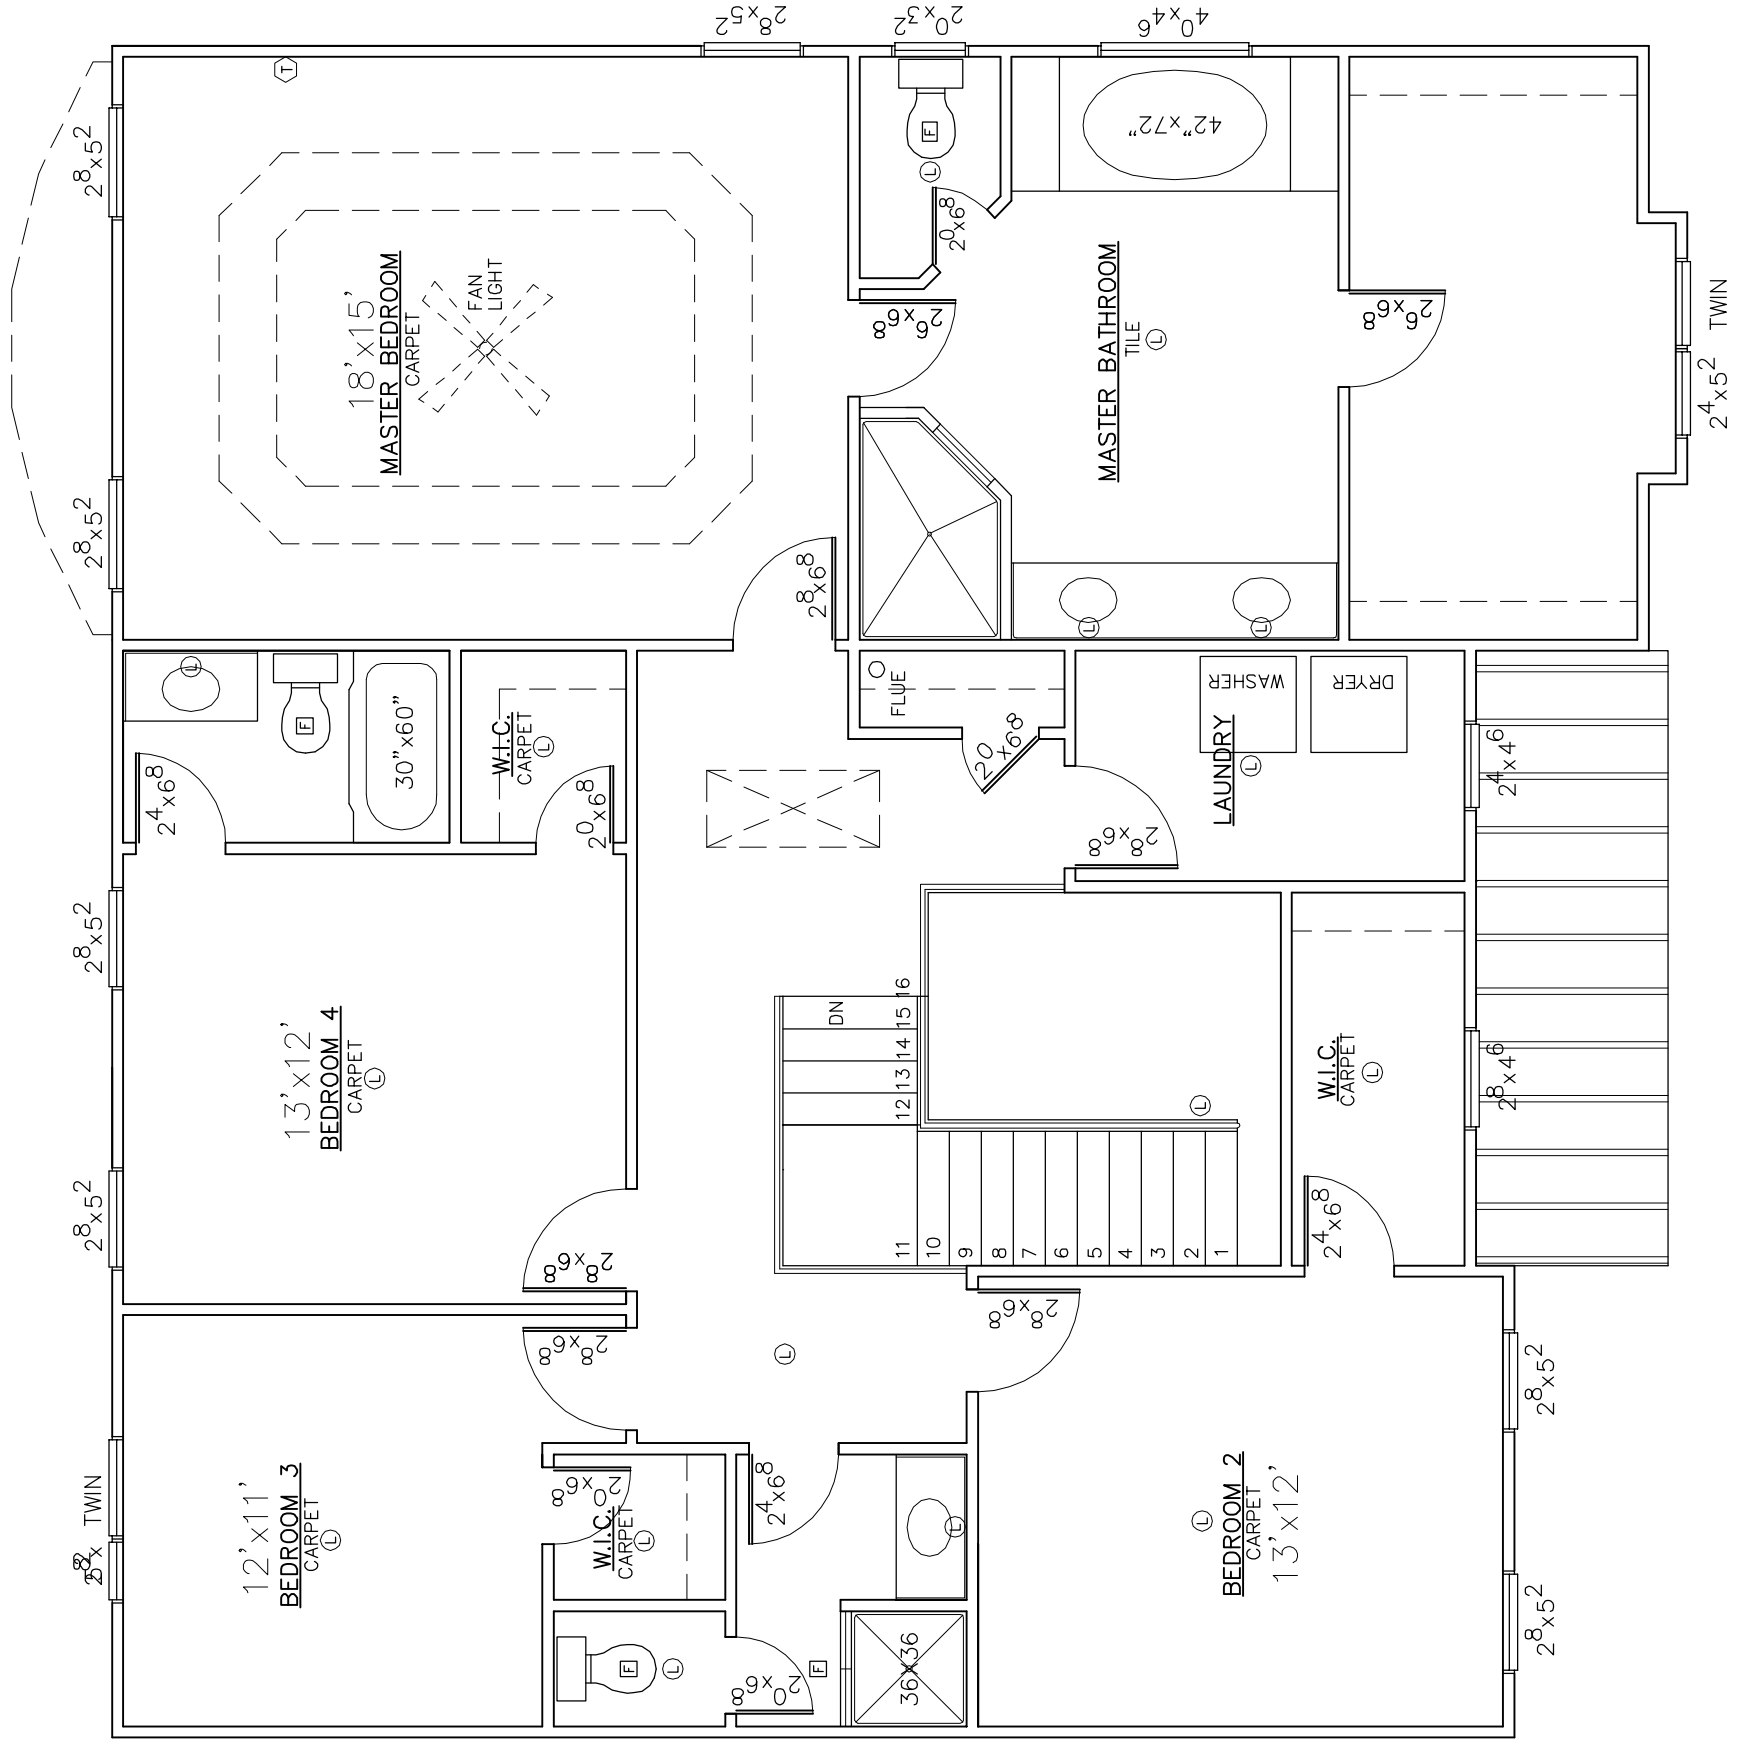 2⁸x5²
2⁰x3²
4⁰x4⁶
T
2⁸x5²
18'x15'
MASTER BEDROOM
CARPET
FAN
LIGHT
2⁸x5²
2⁸x6⁸
F
L
2⁰x6⁸
42"x72"
2⁶x6⁸
MASTER BATHROOM
TILE
L
L
L
2⁶x6⁸
2⁴x5² TWIN
L
F
30"x60"
2⁴x6⁸
W.I.C.
CARPET
L
2⁰x6⁸
FLUE
2⁰x6⁸
WASHER
DRYER
LAUNDRY
L
2⁸x6⁸
2⁴x4⁶
2⁸x5²
13'x12'
BEDROOM 4
CARPET
L
2⁸x5²
2⁸x6⁸
DN
16
15
14
13
12
11
10
9
8
7
6
5
4
3
2
1
L
W.I.C.
CARPET
L
2⁸x4⁶
2⁴x6⁸
2⁸x6⁸
L
2⁸x6⁸
TWIN
12'x11'
BEDROOM 3
CARPET
L
2⁰x6⁸
W.I.C.
CARPET
L
2⁴x6⁸
L
F
L
2⁰x6⁸
F
36x36
L
BEDROOM 2
CARPET
13'x12'
2⁸x5²
2⁸x5²